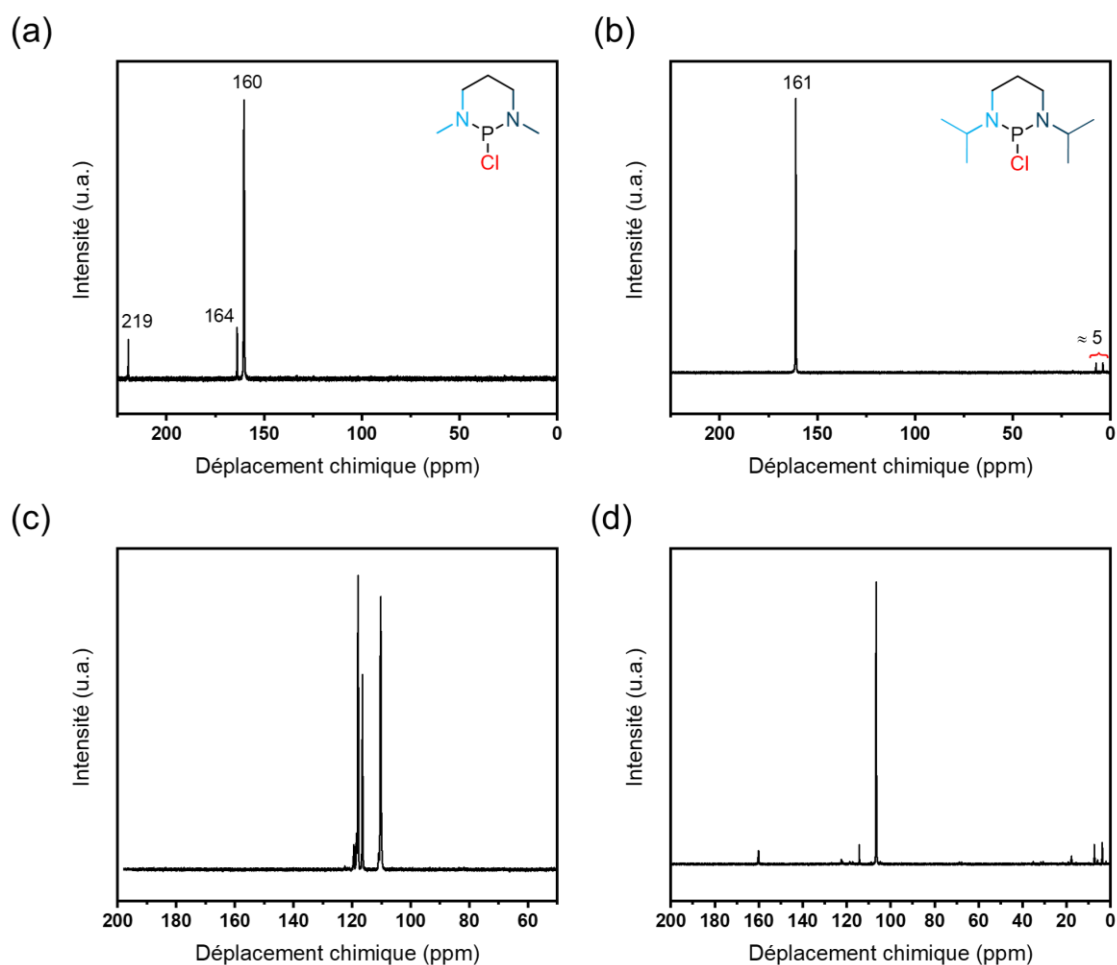 (a)
(b)
160
164
219
N
N
P
Cl
Intensité (u.a.)
200
150
100
50
0
Déplacement chimique (ppm)
161
≈ 5
N
N
P
Cl
Intensité (u.a.)
200
150
100
50
0
Déplacement chimique (ppm)
(c)
(d)
Intensité (u.a.)
200
180
160
140
120
100
80
60
Déplacement chimique (ppm)
Intensité (u.a.)
200
180
160
140
120
100
80
60
40
20
0
Déplacement chimique (ppm)